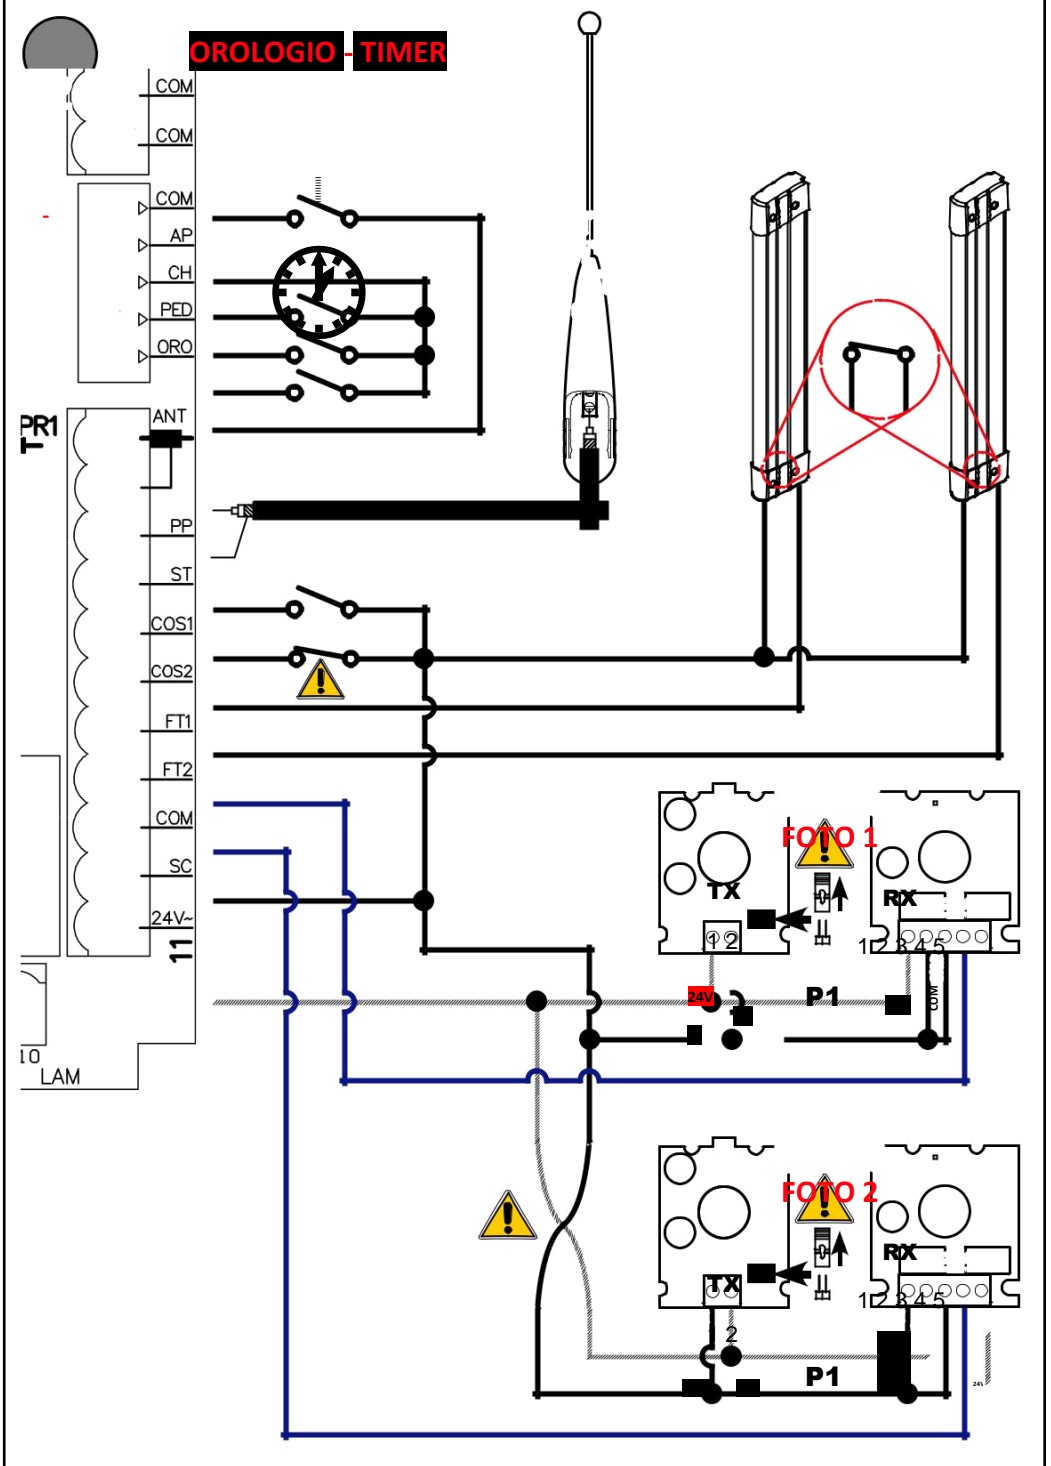 OROLOGIO - TIMER
COM
COM
COM
AP
CH
PED
ORO
ANT
PR1
PP
ST
COS1
COS2
FT1
FT2
COM
SC
24V~
11
10
LAM
FOTO 1
TX
RX
1 2
1 2 3 4 5
24V
P1
COM
FOTO 2
TX
RX
1 2 3 4 5
2
P1
24V